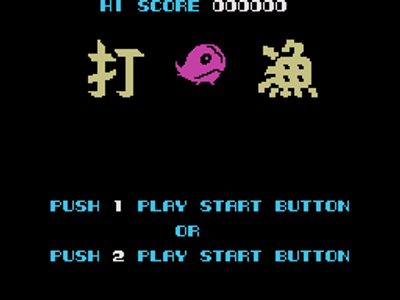 HI SCORE 000000
打 漁
PUSH 1 PLAY START BUTTON
OR
PUSH 2 PLAY START BUTTON